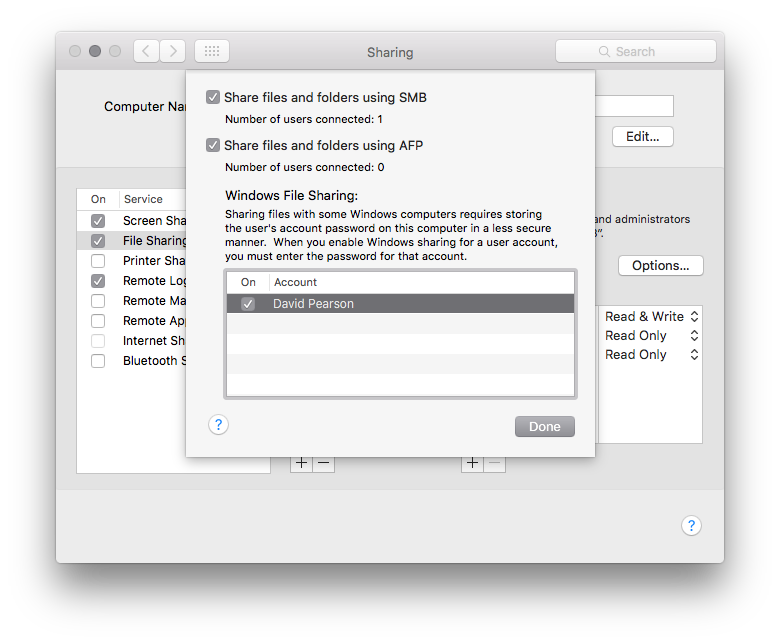 Sharing
Search
Computer Na
Edit...
Share files and folders using SMB
Number of users connected: 1
Share files and folders using AFP
Number of users connected: 0
Windows File Sharing:
Sharing files with some Windows computers requires storing
the user's account password on this computer in a less secure
manner. When you enable Windows sharing for a user account,
you must enter the password for that account.
On Account
David Pearson
?
Done
On Service
Screen Sha
File Sharing
Printer Sha
Remote Log
Remote Ma
Remote App
Internet Sh
Bluetooth S
and administrators
Options...
Read & Write
Read Only
Read Only
+ −
+ −
?